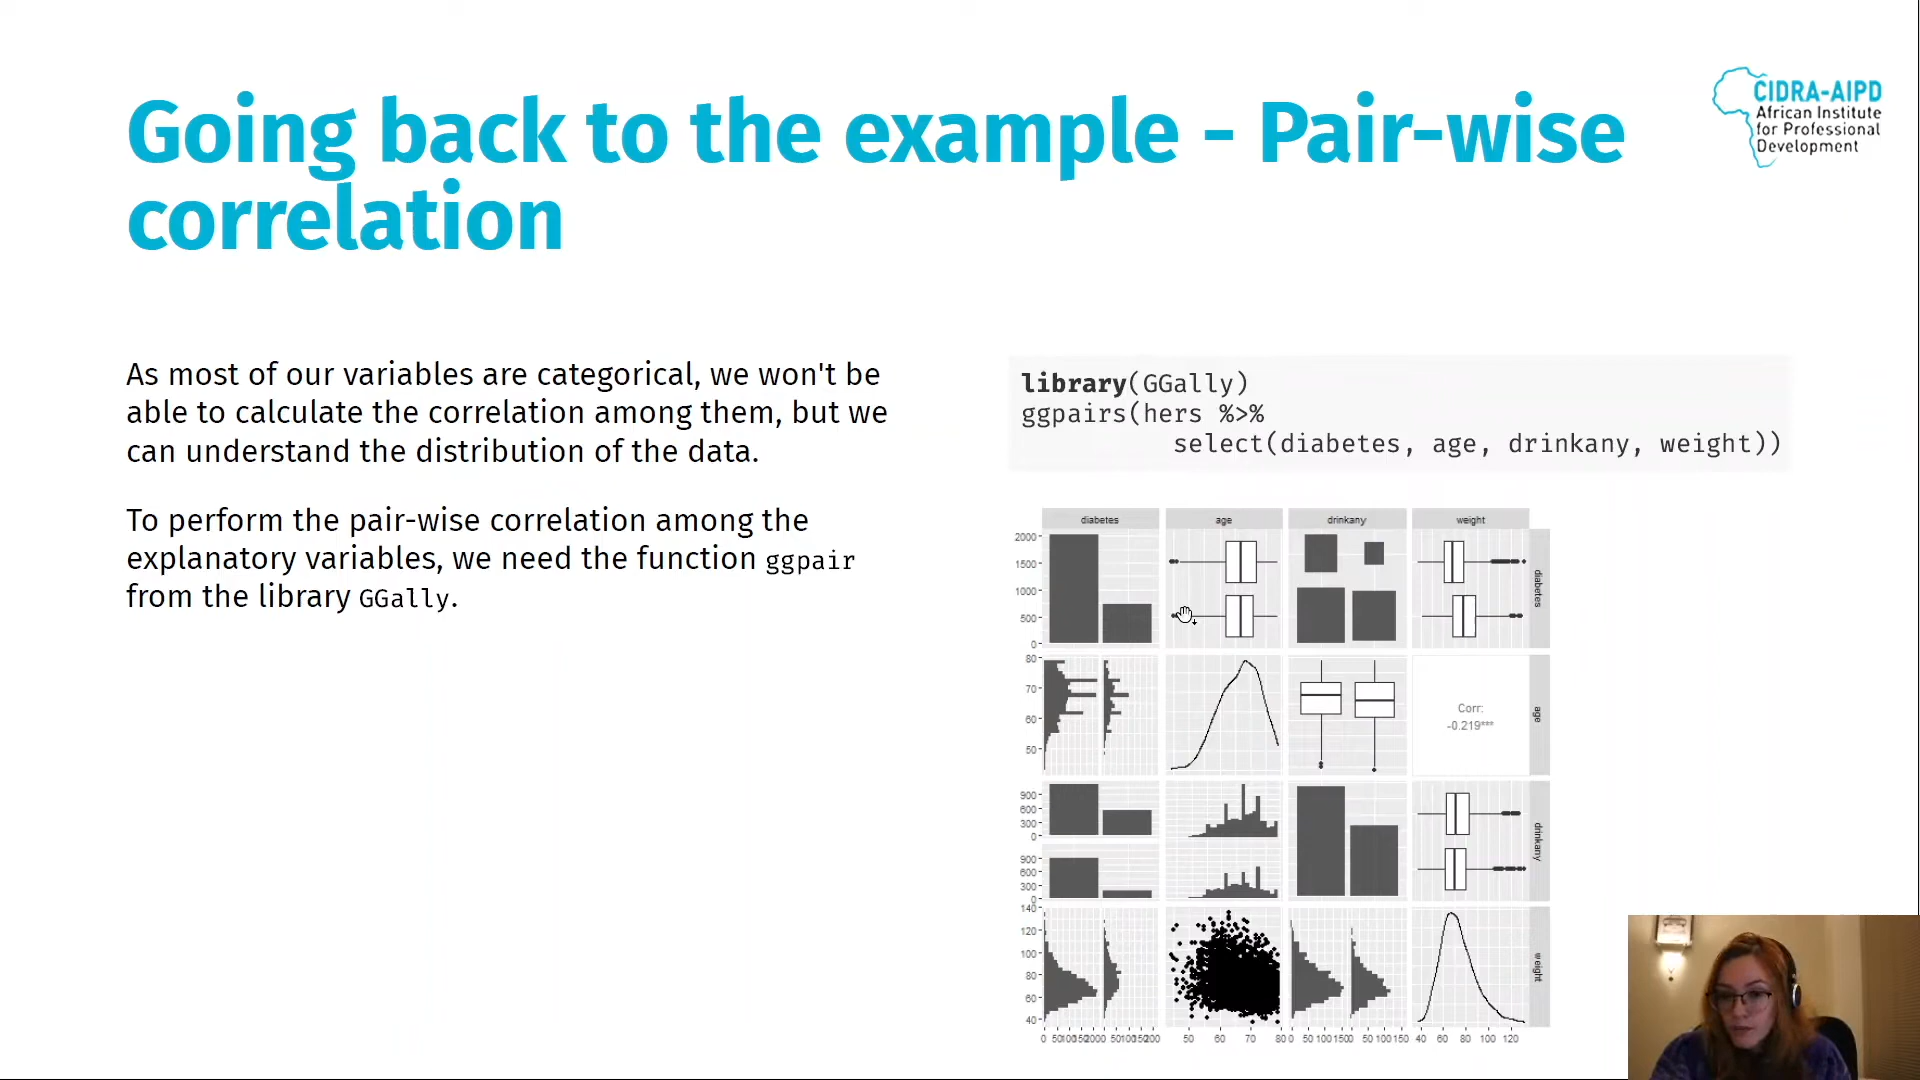 Going back to the example - Pair-wise
correlation
CIDRA-AIPD
African Institute
for Professional
Development
As most of our variables are categorical, we won't be
able to calculate the correlation among them, but we
can understand the distribution of the data.
To perform the pair-wise correlation among the
explanatory variables, we need the function ggpair
from the library GGally.
library(GGally)
ggpairs(hers %>%
select(diabetes, age, drinkany, weight))
diabetes age drinkany weight
2000
1500
1000
500
0
diabetes
80
70
60
50
Corr:
-0.219***
age
900
600
300
0
900
600
300
0
drinkany
140
120
100
80
60
40
weight
50 60 70 80
40 60 80 100 120